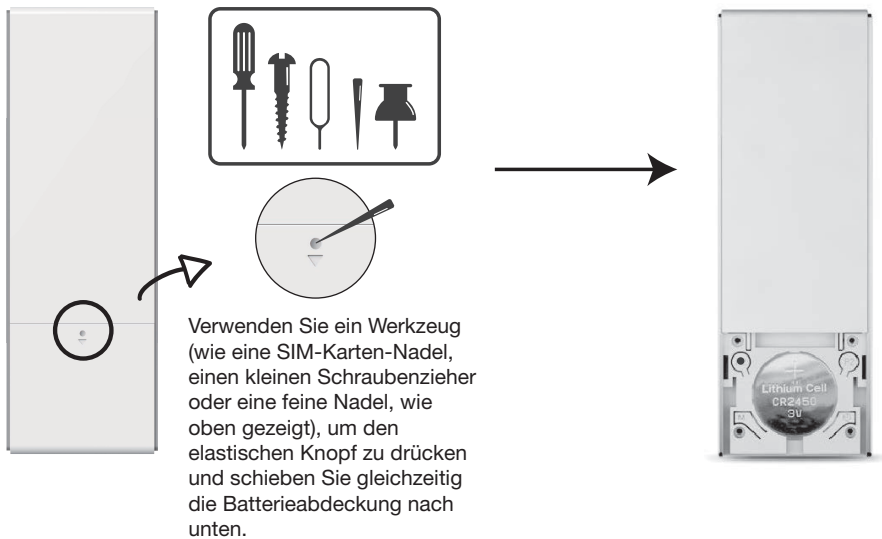 Verwenden Sie ein Werkzeug
(wie eine SIM-Karten-Nadel,
einen kleinen Schraubenzieher
oder eine feine Nadel, wie
oben gezeigt), um den
elastischen Knopf zu drücken
und schieben Sie gleichzeitig
die Batterieabdeckung nach
unten.
+
Lithium Cell
CR2450
3V